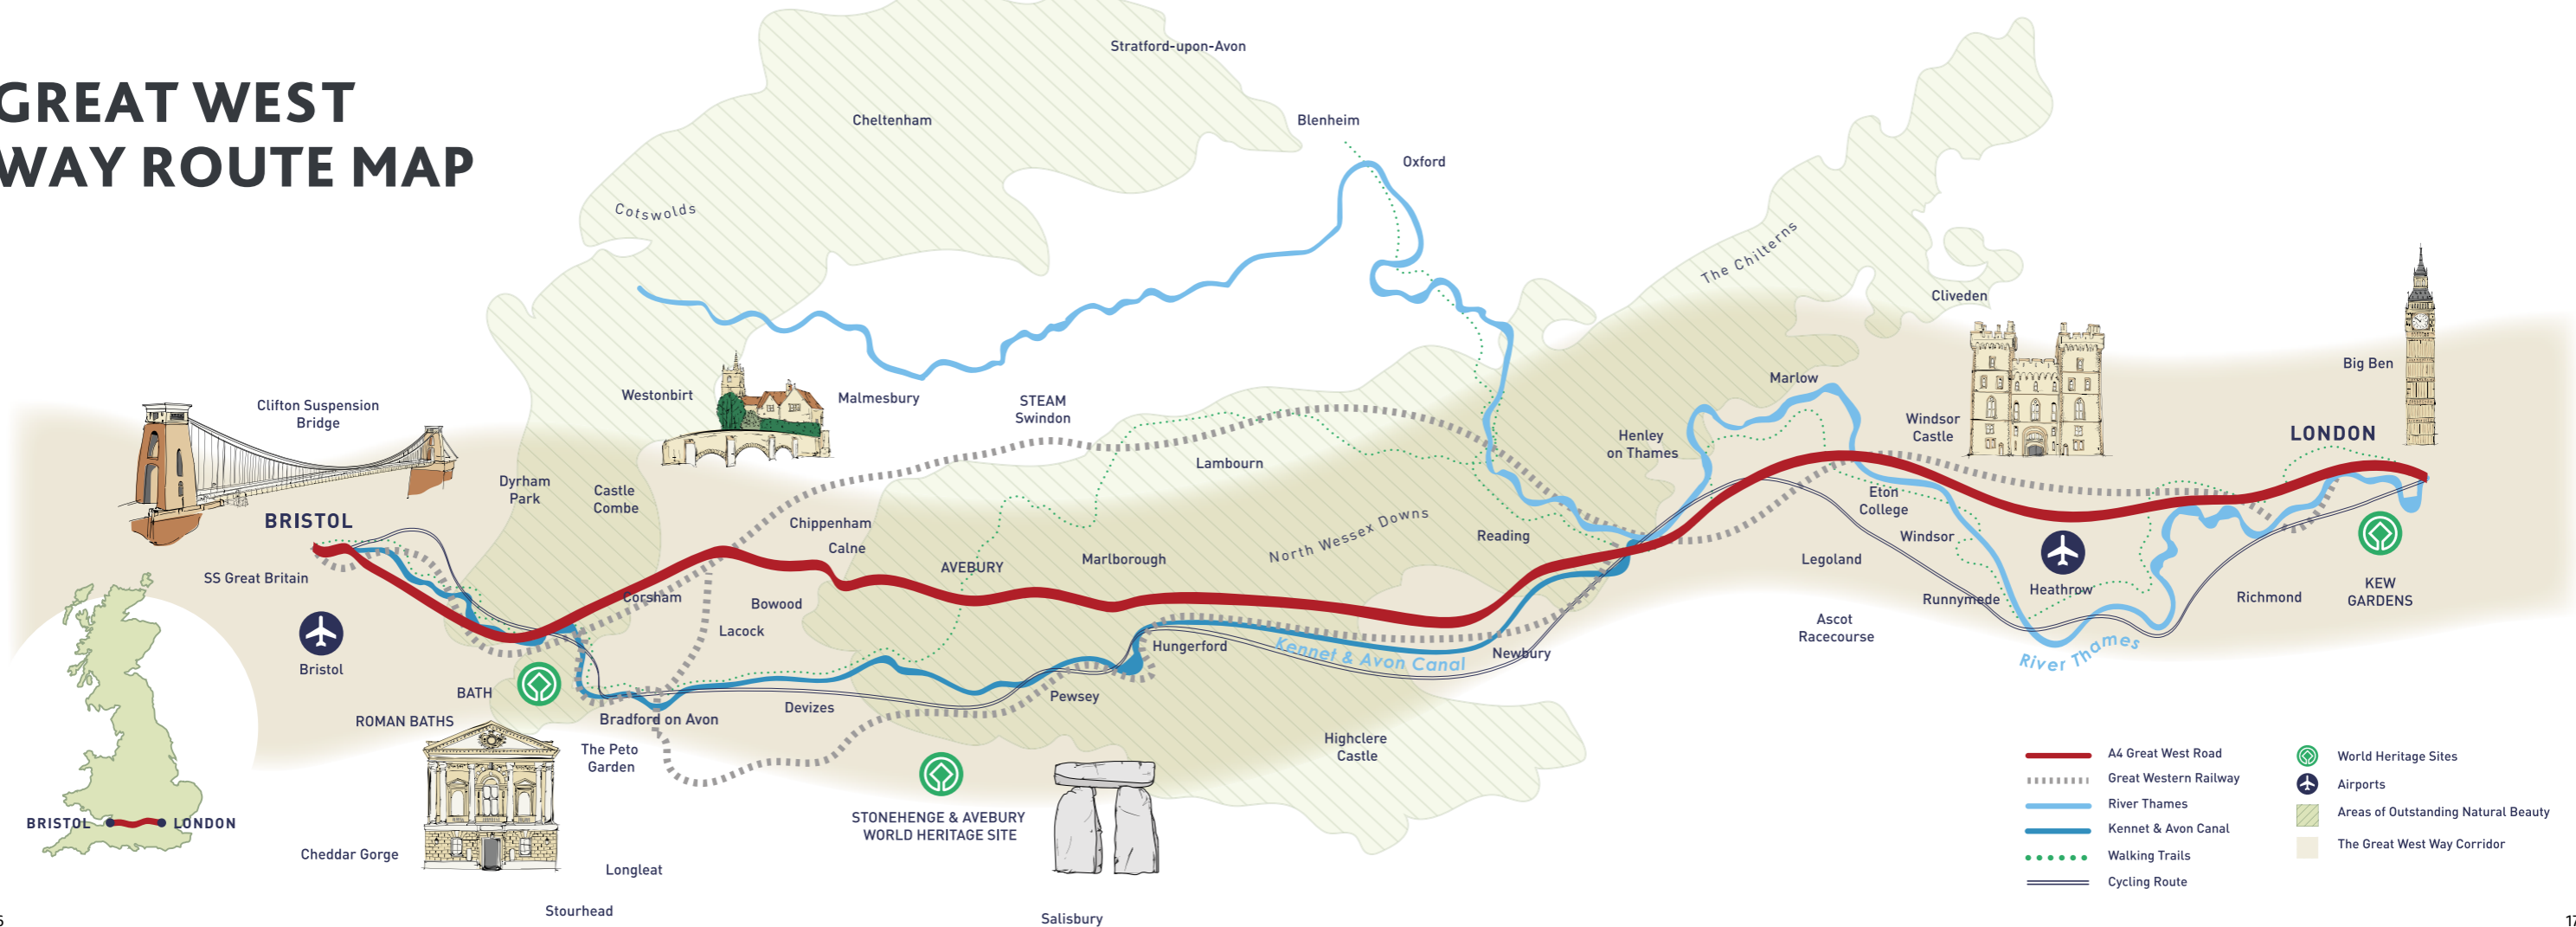 GREAT WEST
WAY ROUTE MAP
Stratford-upon-Avon
Cheltenham
Blenheim
Oxford
Cotswolds
The Chilterns
Cliveden
Big Ben
Clifton Suspension
Bridge
Westonbirt
Malmesbury
STEAM
Swindon
Marlow
Windsor
Castle
LONDON
Henley
on Thames
Lambourn
Dyrham
Park
Castle
Combe
BRISTOL
Chippenham
Calne
North Wessex Downs
Reading
Eton
College
Windsor
SS Great Britain
AVEBURY
Marlborough
Legoland
Heathrow
KEW
GARDENS
Corsham
Bowood
Runnymede
Richmond
Lacock
Ascot
Racecourse
Hungerford
Kennet & Avon Canal
Newbury
River Thames
Bristol
BATH
Pewsey
Devizes
ROMAN BATHS
Bradford on Avon
The Peto
Garden
Highclere
Castle
STONEHENGE & AVEBURY
WORLD HERITAGE SITE
BRISTOL
LONDON
Cheddar Gorge
Longleat
Stourhead
Salisbury
A4 Great West Road
Great Western Railway
River Thames
Kennet & Avon Canal
Walking Trails
Cycling Route
World Heritage Sites
Airports
Areas of Outstanding Natural Beauty
The Great West Way Corridor
17